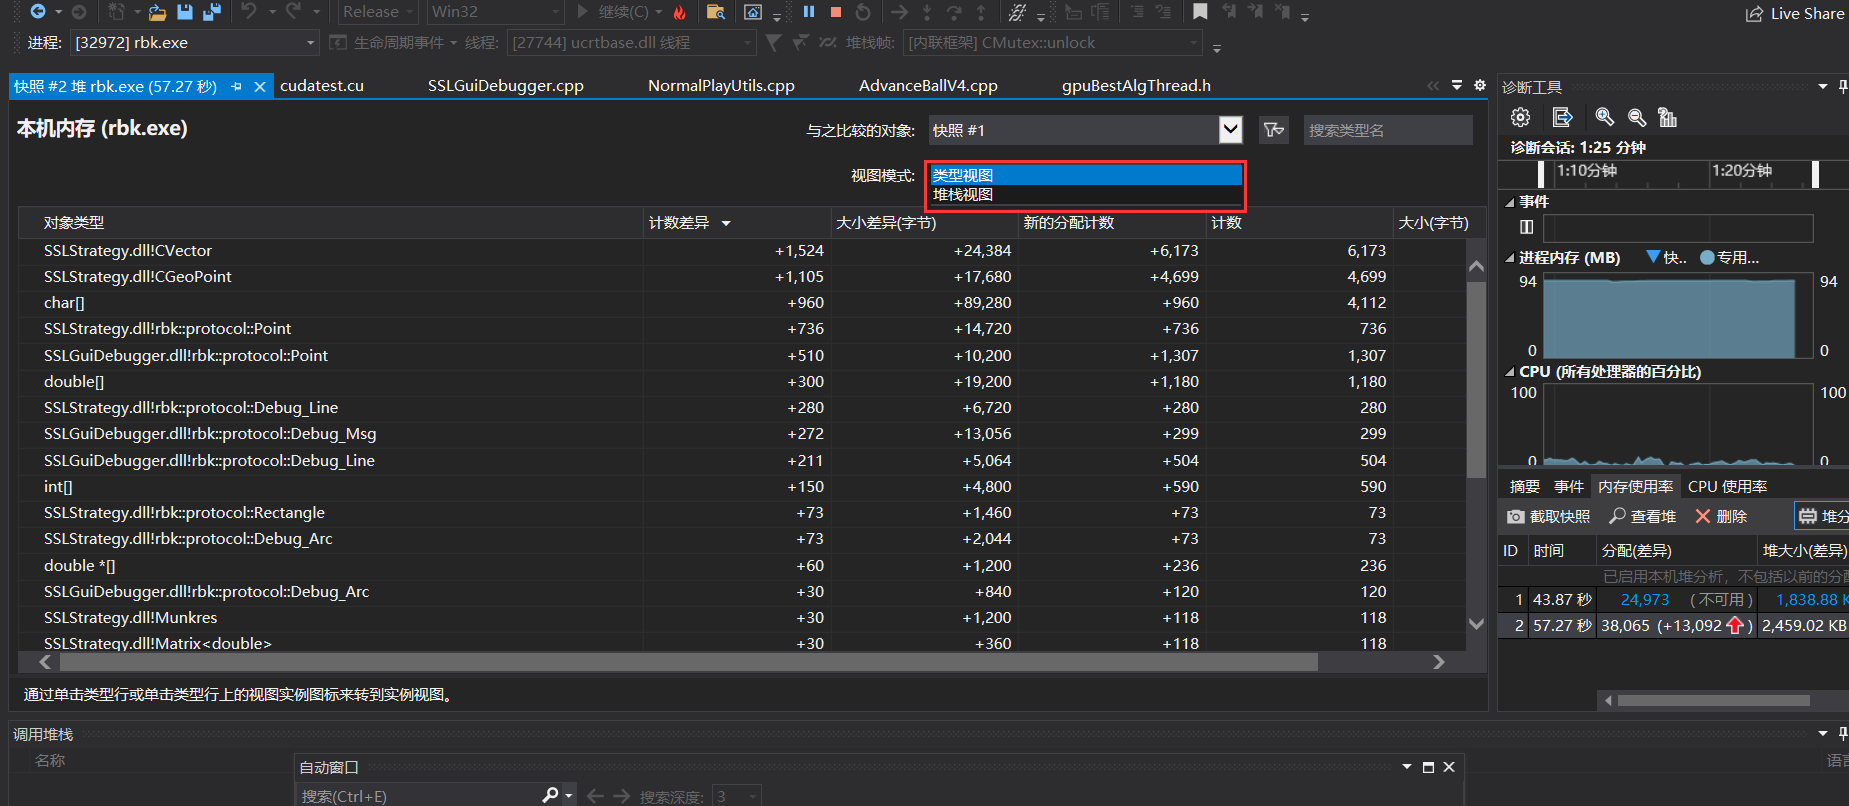 Release Win32 继续(C) Live Share
进程: [32972] rbk.exe 生命周期事件 线程: [27744] ucrtbase.dll 线程 堆栈帧: [内联框架] CMutex::unlock
快照 #2 堆 rbk.exe (57.27 秒) cudatest.cu SSLGuiDebugger.cpp NormalPlayUtils.cpp AdvanceBallV4.cpp gpuBestAlgThread.h
本机内存 (rbk.exe)
与之比较的对象: 快照 #1 搜索类型名
视图模式: 类型视图
堆栈视图
对象类型 计数差异 大小差异(字节) 新的分配计数 计数 大小(字节)
SSLStrategy.dll!CVector +1,524 +24,384 +6,173 6,173
SSLStrategy.dll!CGeoPoint +1,105 +17,680 +4,699 4,699
char[] +960 +89,280 +960 4,112
SSLStrategy.dll!rbk::protocol::Point +736 +14,720 +736 736
SSLGuiDebugger.dll!rbk::protocol::Point +510 +10,200 +1,307 1,307
double[] +300 +19,200 +1,180 1,180
SSLStrategy.dll!rbk::protocol::Debug_Line +280 +6,720 +280 280
SSLGuiDebugger.dll!rbk::protocol::Debug_Msg +272 +13,056 +299 299
SSLGuiDebugger.dll!rbk::protocol::Debug_Line +211 +5,064 +504 504
int[] +150 +4,800 +590 590
SSLStrategy.dll!rbk::protocol::Rectangle +73 +1,460 +73 73
SSLStrategy.dll!rbk::protocol::Debug_Arc +73 +2,044 +73 73
double *[] +60 +1,200 +236 236
SSLGuiDebugger.dll!rbk::protocol::Debug_Arc +30 +840 +120 120
SSLStrategy.dll!Munkres +30 +1,200 +118 118
SSLStrategy.dll!Matrix<double> +30 +360 +118 118
通过单击类型行或单击类型行上的视图实例图标来转到实例视图。
诊断工具
诊断会话: 1:25 分钟
1:10分钟 1:20分钟
事件
进程内存 (MB) 快.. 专用...
94 94
0 0
CPU (所有处理器的百分比)
100 100
0 0
摘要 事件 内存使用率 CPU 使用率
截取快照 查看堆 删除 堆分
ID 时间 分配(差异) 堆大小(差异)
已启用本机堆分析，不包括以前的分配
1 43.87 秒 24,973 (不可用) 1,838.88 K
2 57.27 秒 38,065 (+13,092 ) 2,459.02 KB
调用堆栈
名称 语言
自动窗口
搜索(Ctrl+E) 搜索深度: 3